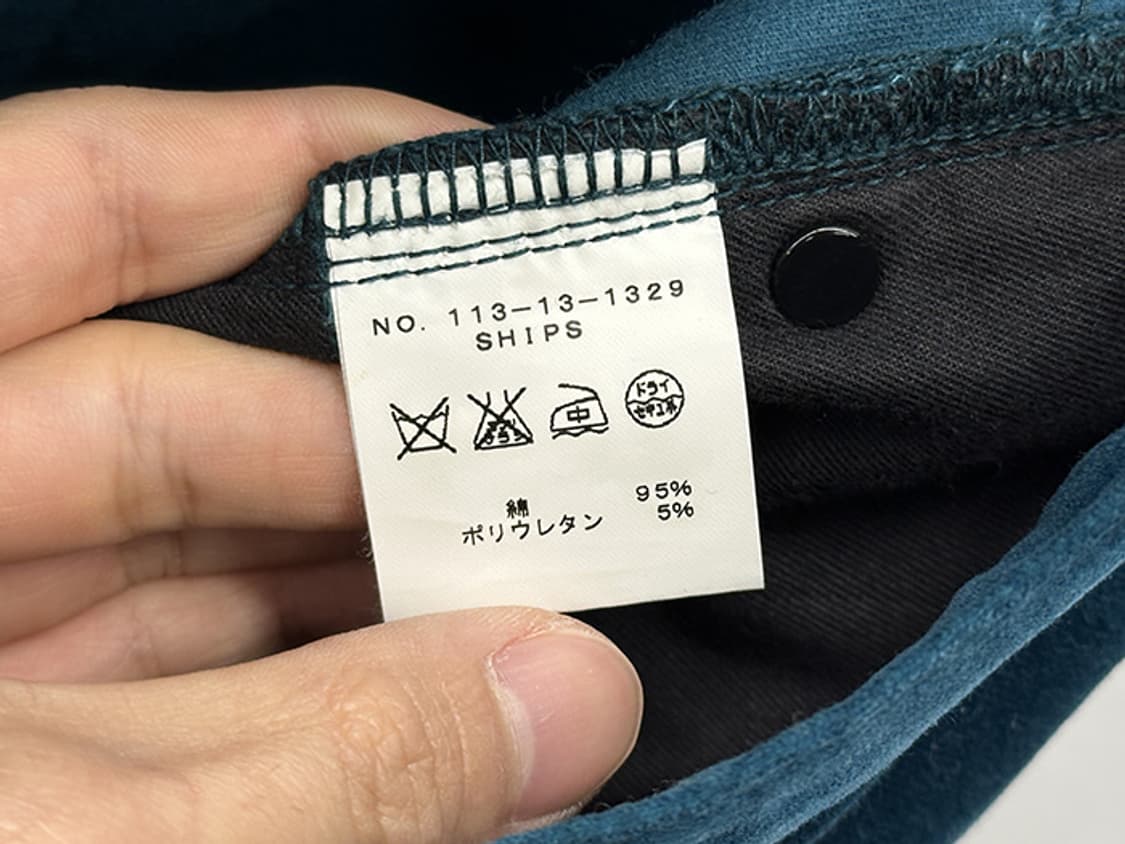 NO. 113-13-1329
SHIPS
中
ドライ
セキユ系
綿 95%
ポリウレタン 5%